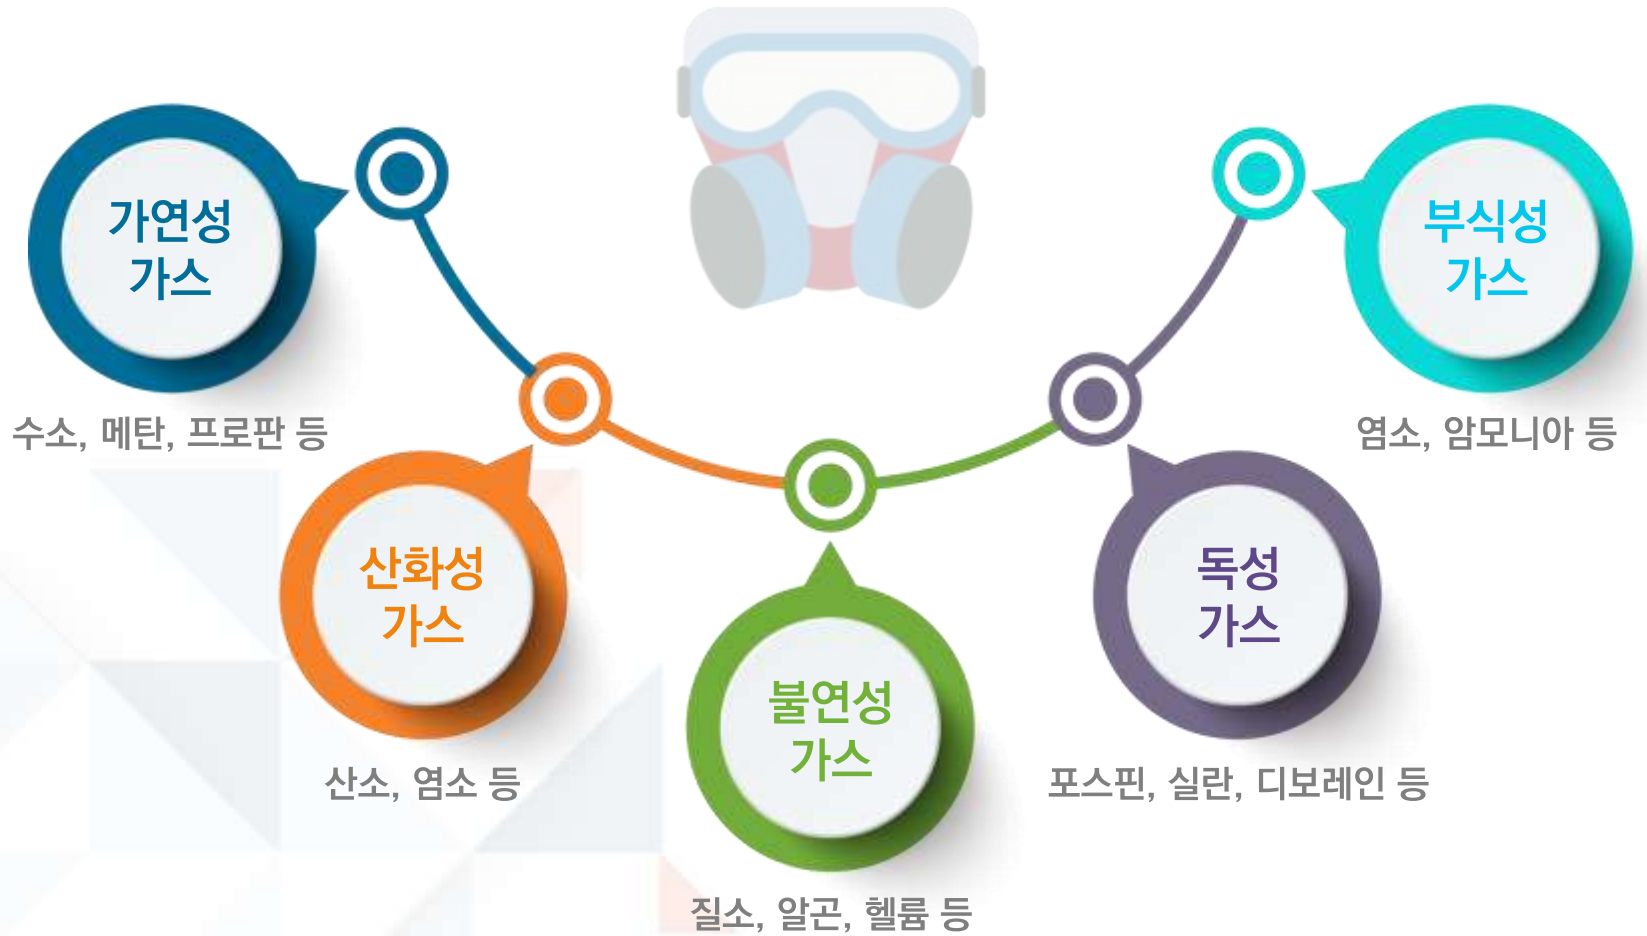 가연성
가스
수소, 메탄, 프로판 등
산화성
가스
산소, 염소 등
불연성
가스
질소, 알곤, 헬륨 등
독성
가스
포스핀, 실란, 디보레인 등
부식성
가스
염소, 암모니아 등